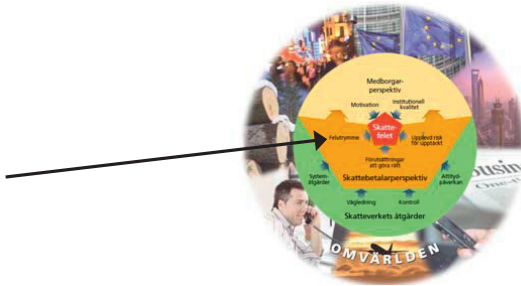 Medborgar-
perspektiv
Motivation
Institutionell
kvalitet
Skatte-
felet
Felutrymme
Upplevd risk
för upptäckt
Förutsättningar
att göra rätt
System-
åtgärder
Skattebetalarperspektiv
Attityd-
påverkan
Vägledning
Kontroll
Skatteverkets åtgärder
OMVÄRLDEN